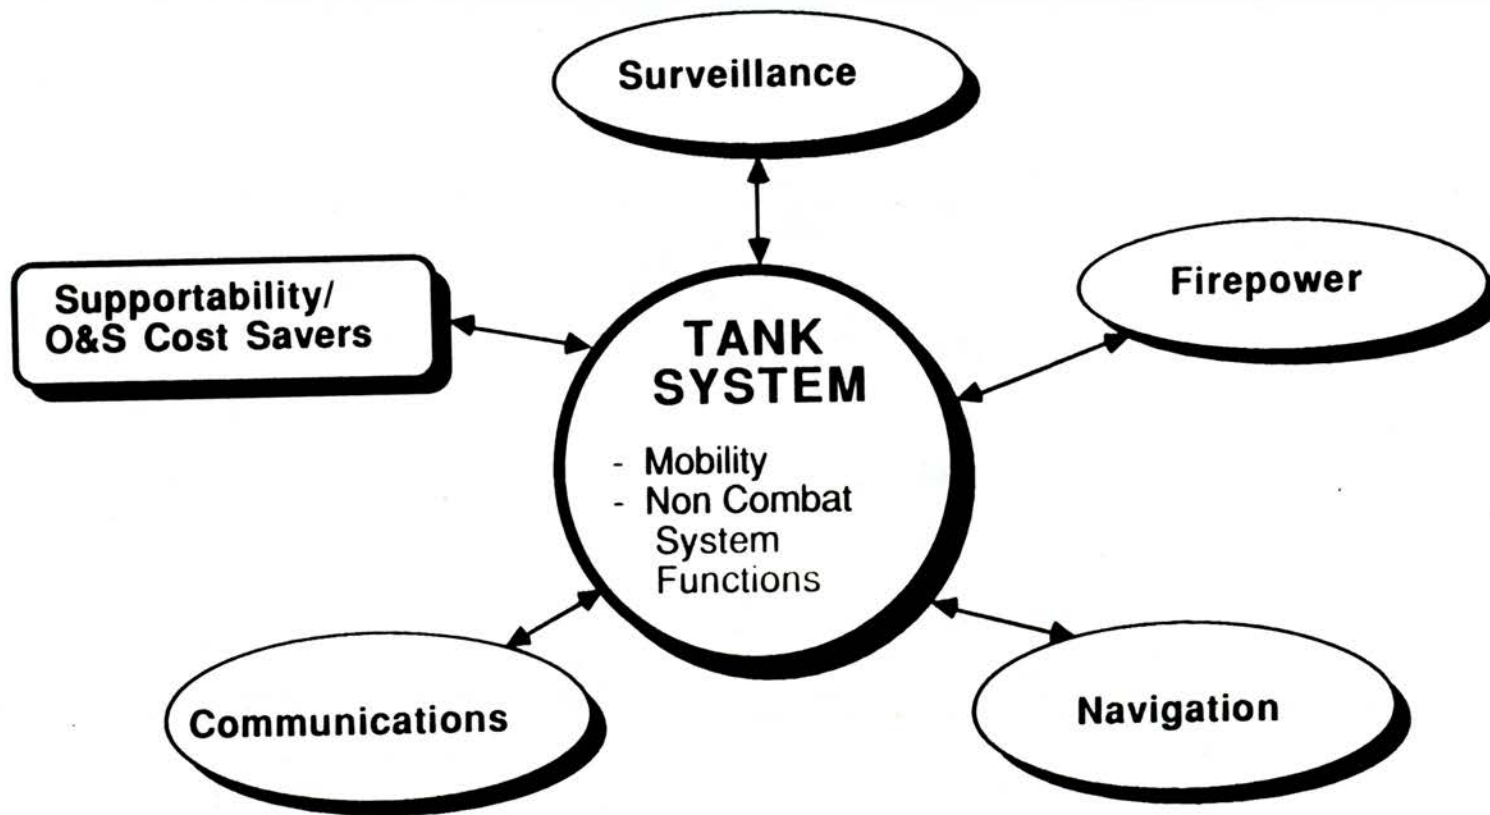 Surveillance
Supportability/
O&S Cost Savers
Firepower
TANK
SYSTEM
- Mobility
- Non Combat
System
Functions
Communications
Navigation